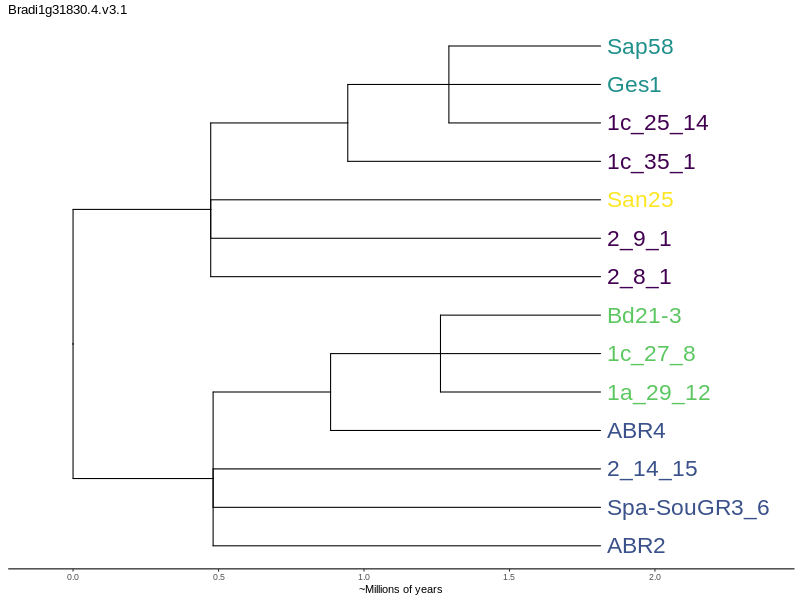 Bradi1g31830.4.v3.1
Sap58
Ges1
1c_25_14
1c_35_1
San25
2_9_1
2_8_1
Bd21-3
1c_27_8
1a_29_12
ABR4
2_14_15
Spa-SouGR3_6
ABR2
0.0 0.5 1.0 1.5 2.0
~Millions of years